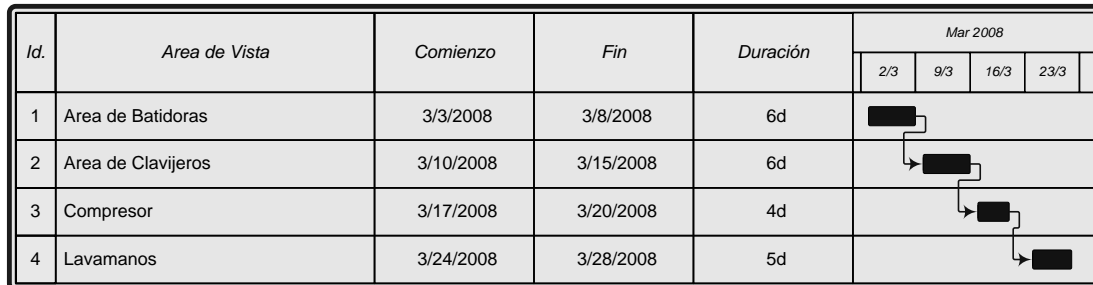 Id. Area de Vista Comienzo Fin Duración Mar 2008
2/3 9/3 16/3 23/3
1 Area de Batidoras 3/3/2008 3/8/2008 6d
2 Area de Clavijeros 3/10/2008 3/15/2008 6d
3 Compresor 3/17/2008 3/20/2008 4d
4 Lavamanos 3/24/2008 3/28/2008 5d